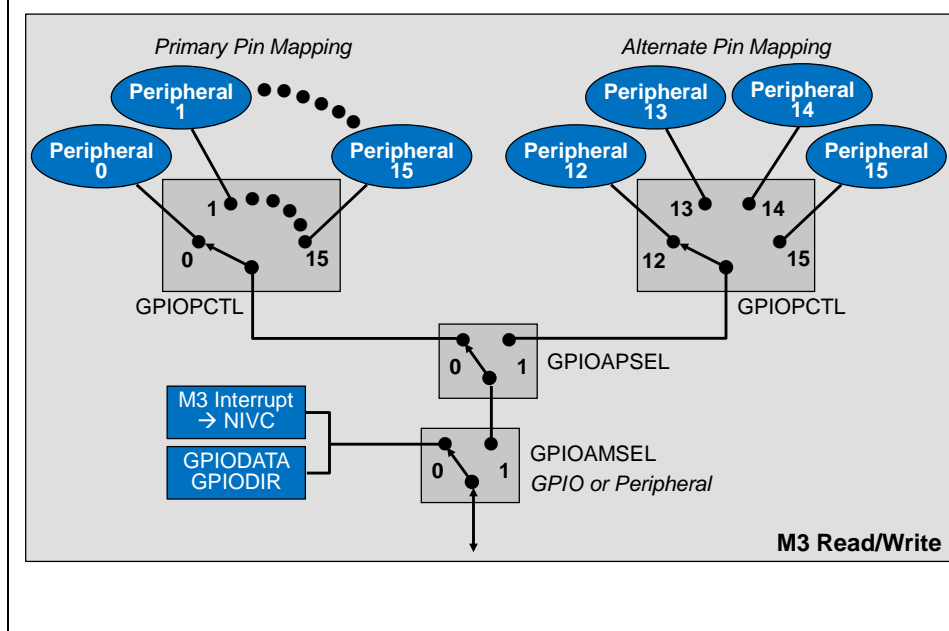 Primary Pin Mapping
Alternate Pin Mapping
Peripheral
1
Peripheral
0
Peripheral
15
Peripheral
13
Peripheral
14
Peripheral
12
Peripheral
15
1
0
15
GPIOPCTL
13
14
12
15
GPIOPCTL
0
1
GPIOAPSEL
M3 Interrupt
→ NIVC
GPIODATA
GPIODIR
0
1
GPIOAMSEL
GPIO or Peripheral
M3 Read/Write